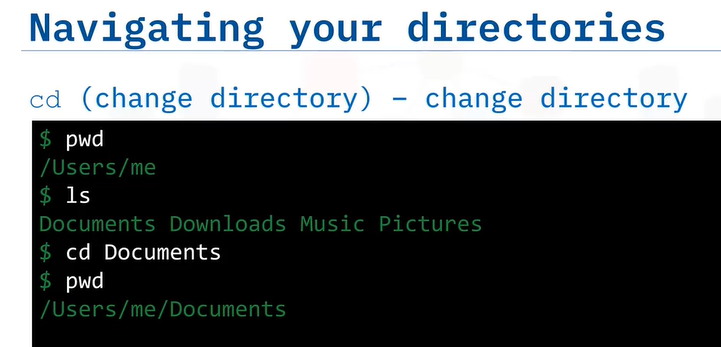 Navigating your directories
cd (change directory) – change directory
$ pwd
/Users/me
$ ls
Documents Downloads Music Pictures
$ cd Documents
$ pwd
/Users/me/Documents